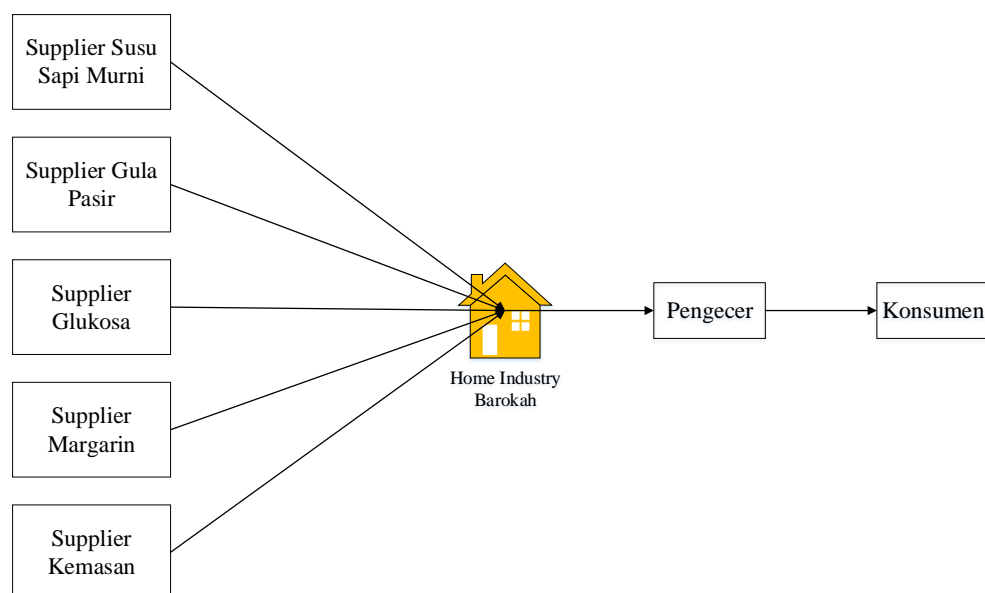 Supplier Susu
Sapi Murni
Supplier Gula
Pasir
Supplier
Glukosa
Supplier
Margarin
Supplier
Kemasan
Home Industry
Barokah
Pengecer
Konsumen